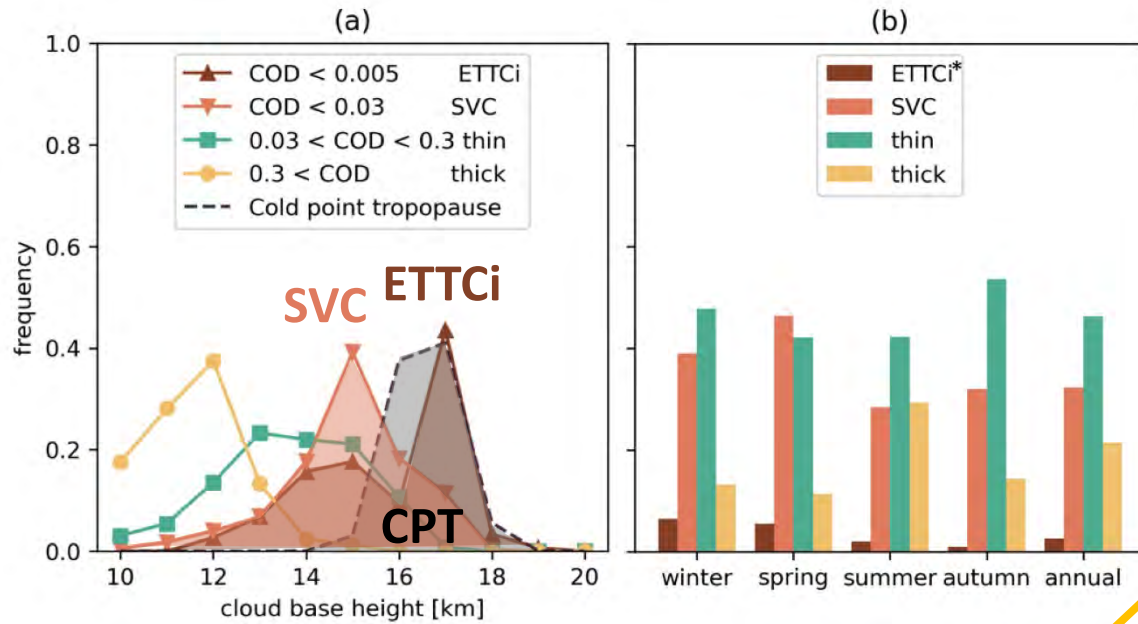 (a)
COD < 0.005 ETTCi
COD < 0.03 SVC
0.03 < COD < 0.3 thin
0.3 < COD thick
Cold point tropopause
SVC
ETTCi
CPT
frequency
1.0
0.8
0.6
0.4
0.2
0.0
10 12 14 16 18 20
cloud base height [km]
(b)
ETTCi*
SVC
thin
thick
winter spring summer autumn annual